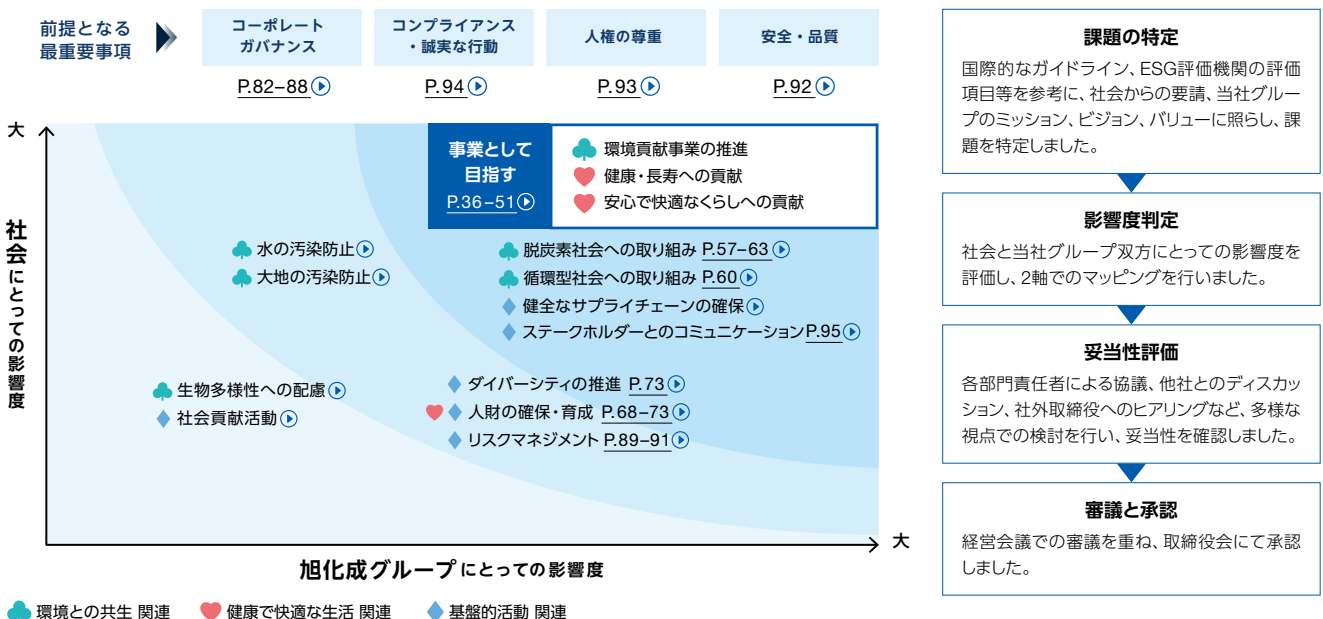 前提となる
最重要事項
コーポレート
ガバナンス
P.82–88
コンプライアンス
・誠実な行動
P.94
人権の尊重
P.93
安全・品質
P.92
大
社会にとっての影響度
事業として
目指す
P.36–51
環境貢献事業の推進
健康・長寿への貢献
安心で快適なくらしへの貢献
水の汚染防止
大地の汚染防止
脱炭素社会への取り組み P.57–63
循環型社会への取り組み P.60
健全なサプライチェーンの確保
ステークホルダーとのコミュニケーション P.95
生物多様性への配慮
社会貢献活動
ダイバーシティの推進 P.73
人財の確保・育成 P.68–73
リスクマネジメント P.89–91
大
旭化成グループにとっての影響度
環境との共生 関連
健康で快適な生活 関連
基盤的活動 関連
課題の特定
国際的なガイドライン、ESG評価機関の評価
項目等を参考に、社会からの要請、当社グルー
プのミッション、ビジョン、バリューに照らし、課
題を特定しました。
影響度判定
社会と当社グループ双方にとっての影響度を
評価し、2軸でのマッピングを行いました。
妥当性評価
各部門責任者による協議、他社とのディスカッ
ション、社外取締役へのヒアリングなど、多様な
視点での検討を行い、妥当性を確認しました。
審議と承認
経営会議での審議を重ね、取締役会にて承認
しました。